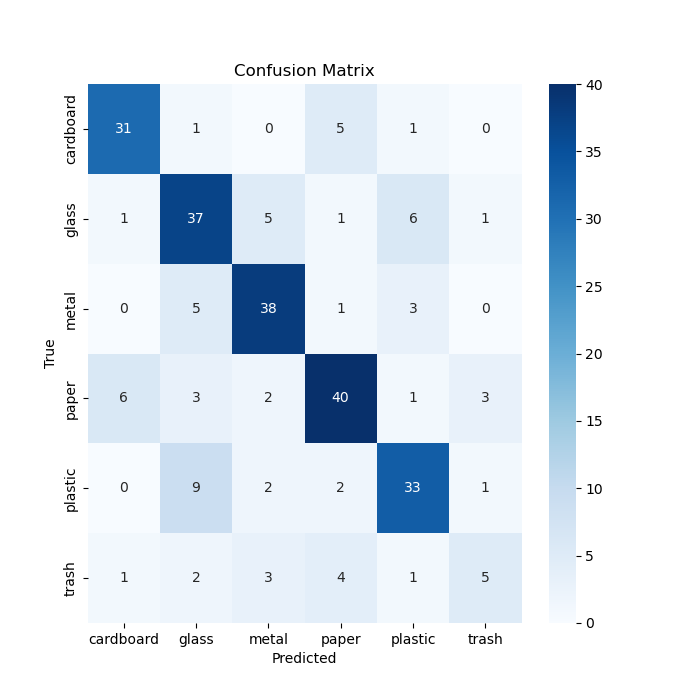 Confusion Matrix
True
cardboard 31 1 0 5 1 0
glass 1 37 5 1 6 1
metal 0 5 38 1 3 0
paper 6 3 2 40 1 3
plastic 0 9 2 2 33 1
trash 1 2 3 4 1 5
cardboard glass metal paper plastic trash
Predicted
40
35
30
25
20
15
10
5
0